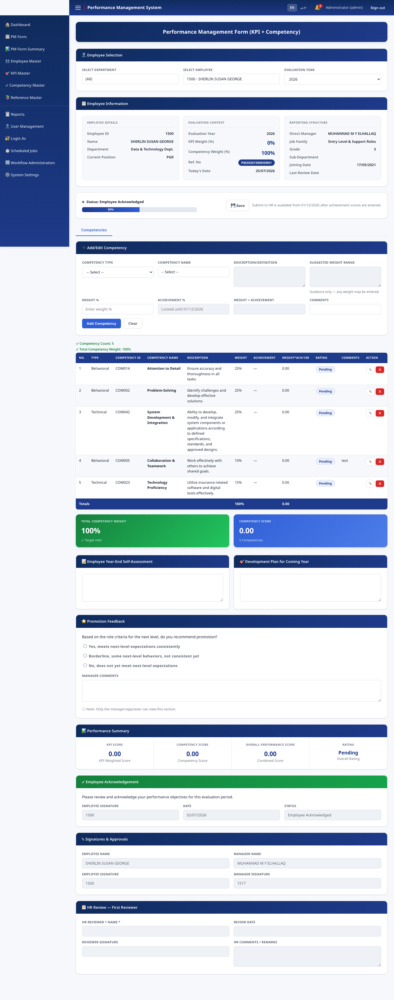 Performance Management System
EN
عربي
3
Administrator (admin)
Sign out
Dashboard
PM Form
PM Form Summary
Employee Master
KPI Master
✓ Competency Master
Reference Master
Reports
User Management
Login As
Scheduled Jobs
Workflow Administration
System Settings
Performance Management Form (KPI + Competency)
Employee Selection
SELECT DEPARTMENT
SELECT EMPLOYEE
EVALUATION YEAR
(All)
1500 - SHERLIN SUSAN GEORGE
2026
Employee Information
EMPLOYEE DETAILS
Employee ID 1500
Name SHERLIN SUSAN GEORGE
Department Data & Technology Dept.
Current Position PGR
EVALUATION CONTEXT
Evaluation Year 2026
KPI Weight (%) 0%
Competency Weight (%) 100%
Ref. No PM20261500HDR01
Today's Date 25/07/2026
REPORTING STRUCTURE
Direct Manager MUHANNAD M Y ELHALLAQ
Job Family Entry Level & Support Roles
Grade 3
Sub-Department
Joining Date 17/05/2021
Last Review Date
Status: Employee Acknowledged
50%
Save
Submit to HR is available from 01/12/2026 after achievement scores are entered.
Competencies
Add/Edit Competency
COMPETENCY TYPE
COMPETENCY NAME
DESCRIPTION/DEFINITION
SUGGESTED WEIGHT RANGE
-- Select --
-- Select --
Guidance only — any weight may be entered.
WEIGHT %
ACHIEVEMENT %
WEIGHT × ACHIEVEMENT
COMMENTS
Enter weight %
Locked until 01/12/2026
Add Competency
Clear
✓ Competency Count: 5
✓ Total Competency Weight: 100%
NO. TYPE COMPETENCY ID COMPETENCY NAME DESCRIPTION WEIGHT ACHIEVEMENT WEIGHT*ACH/100 RATING COMMENTS ACTION
1 Behavioral COM014 Attention to Detail Ensure accuracy and 25% — 0.00 Pending
thoroughness in all
tasks.
2 Behavioral COM002 Problem-Solving Identify challenges and 25% — 0.00 Pending
develop effective
solutions.
3 Technical COM042 System Ability to develop, 25% — 0.00 Pending
Development & modify, and integrate
Integration system components or
applications according
to defined
specifications,
standards, and
approved designs.
4 Behavioral COM005 Collaboration & Work effectively with 10% — 0.00 Pending test
Teamwork others to achieve
shared goals.
5 Technical COM023 Technology Utilize insurance-related 15% — 0.00 Pending
Proficiency software and digital
tools effectively.
Totals 100% 0.00
TOTAL COMPETENCY WEIGHT
100%
✓ Target met!
COMPETENCY SCORE
0.00
5 Competencies
Employee Year-End Self-Assessment
Development Plan for Coming Year
Promotion Feedback
Based on the role criteria for the next level, do you recommend promotion?
Yes, meets next-level expectations consistently
Borderline, some next-level behaviors, not consistent yet
No, does not yet meet next-level expectations
MANAGER COMMENTS
ⓘ Note: Only the manager/appraiser can view this section.
Performance Summary
KPI SCORE
0.00
KPI Weighted Score
COMPETENCY SCORE
0.00
Competency Score
OVERALL PERFORMANCE SCORE
0.00
Combined Score
RATING
Pending
Overall Rating
✓ Employee Acknowledgement
Please review and acknowledge your performance objectives for this evaluation period.
EMPLOYEE SIGNATURE
DATE
STATUS
1500
02/07/2026
Employee Acknowledged
Signatures & Approvals
EMPLOYEE NAME
MANAGER NAME
SHERLIN SUSAN GEORGE
MUHANNAD M Y ELHALLAQ
EMPLOYEE SIGNATURE
MANAGER SIGNATURE
1500
1517
HR Review — First Reviewer
HR REVIEWER 1 NAME *
REVIEW DATE
REVIEWER SIGNATURE
HR COMMENTS / REMARKS